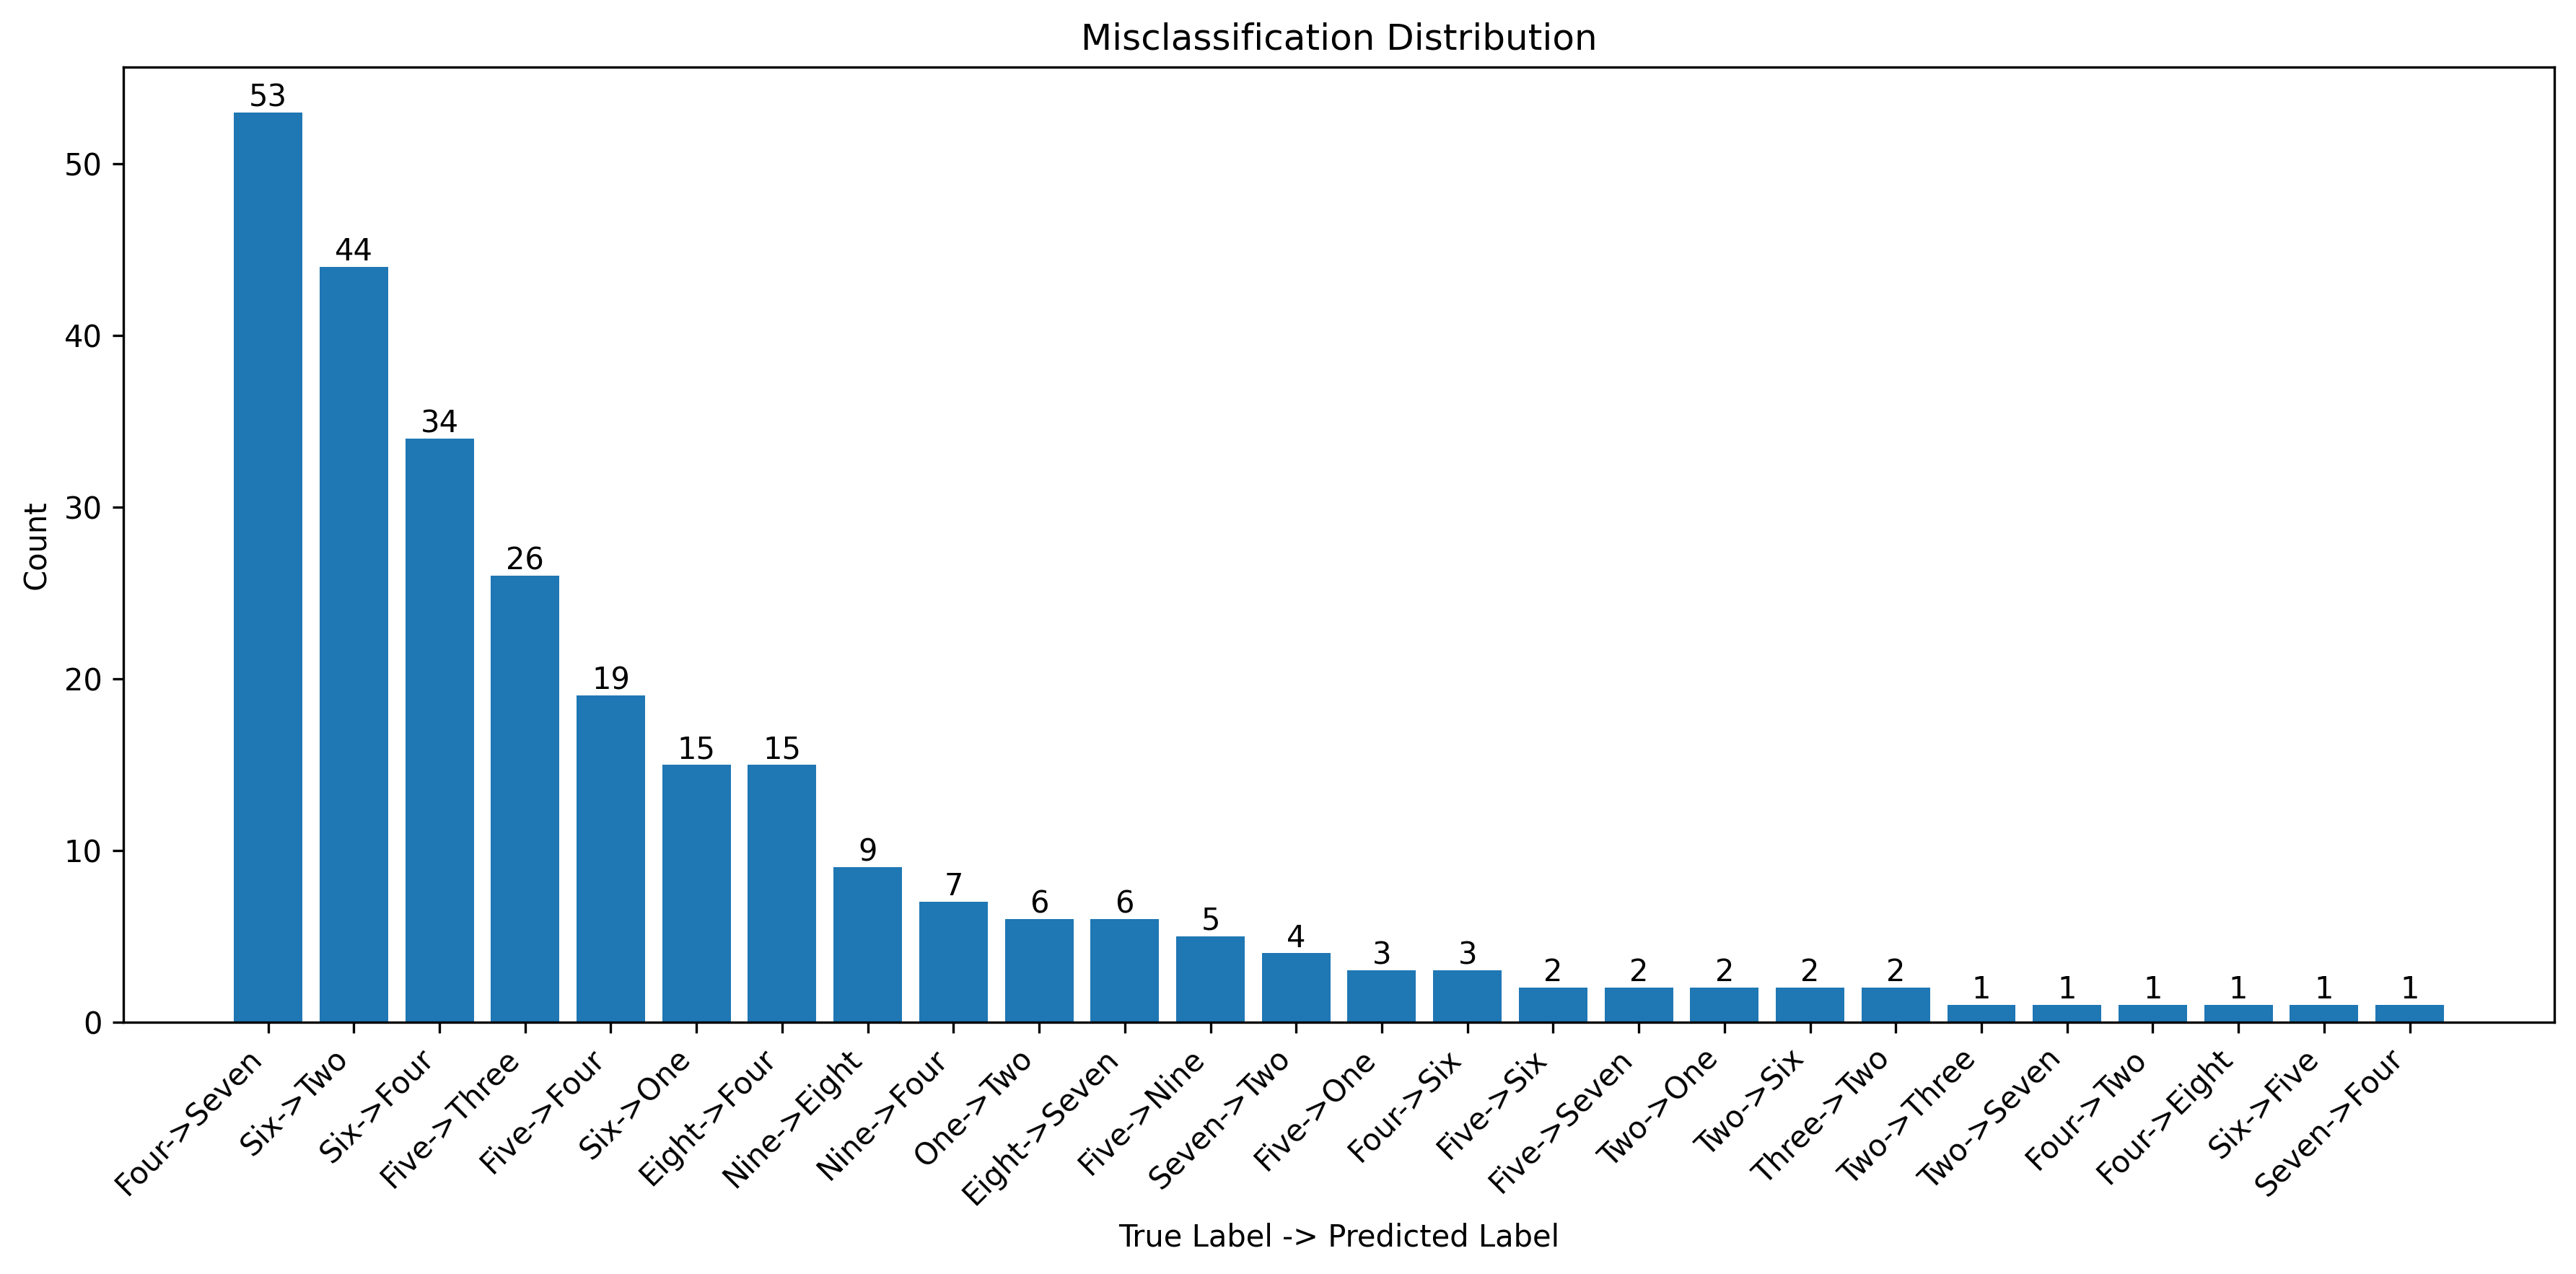 Misclassification Distribution
53
44
34
26
19
15
15
9
7
6
6
5
4
3
3
2
2
2
2
2
1
1
1
1
1
1
50
40
30
20
10
0
Count
Four->Seven
Six->Two
Six->Four
Five->Three
Five->Four
Six->One
Eight->Four
Nine->Eight
Nine->Four
One->Two
Eight->Seven
Five->Nine
Seven->Two
Five->One
Four->Six
Five->Six
Five->Seven
Two->One
Two->Six
Three->Two
Two->Three
Two->Seven
Four->Two
Four->Eight
Six->Five
Seven->Four
True Label -> Predicted Label